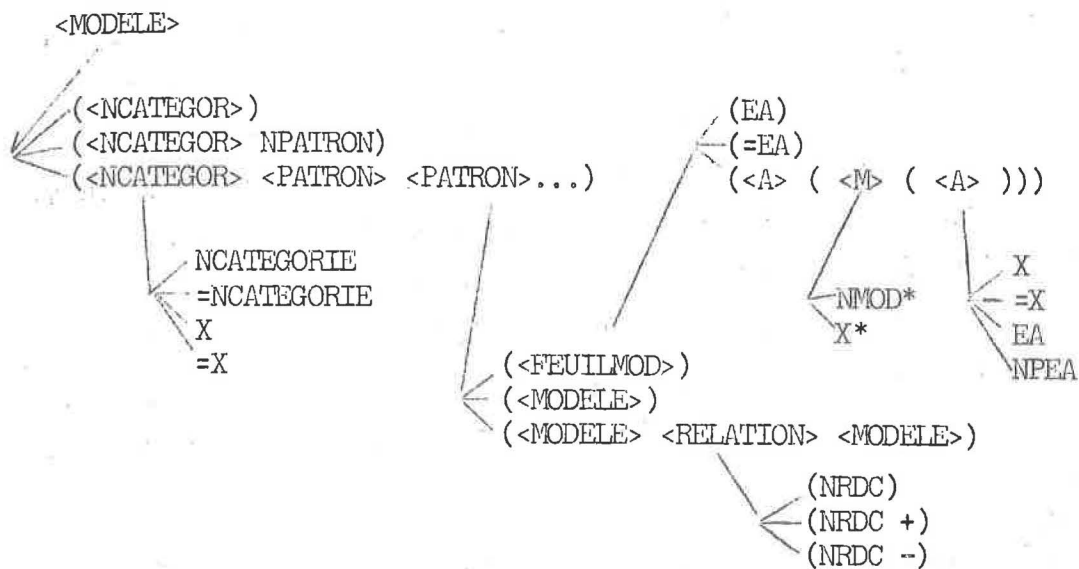 <MODELE>
(<NCATEGOR>)
(<NCATEGOR> NPATRON)
(<NCATEGOR> <PATRON> <PATRON>...)
(EA)
(=EA)
(<A> ( <M> ( <A> )))
NCATEGORIE
=NCATEGORIE
X
=X
NMOD*
X*
X
=X
EA
NPEA
(<FEUILMOD>)
(<MODELE>)
(<MODELE> <RELATION> <MODELE>)
(NRDC)
(NRDC +)
(NRDC -)